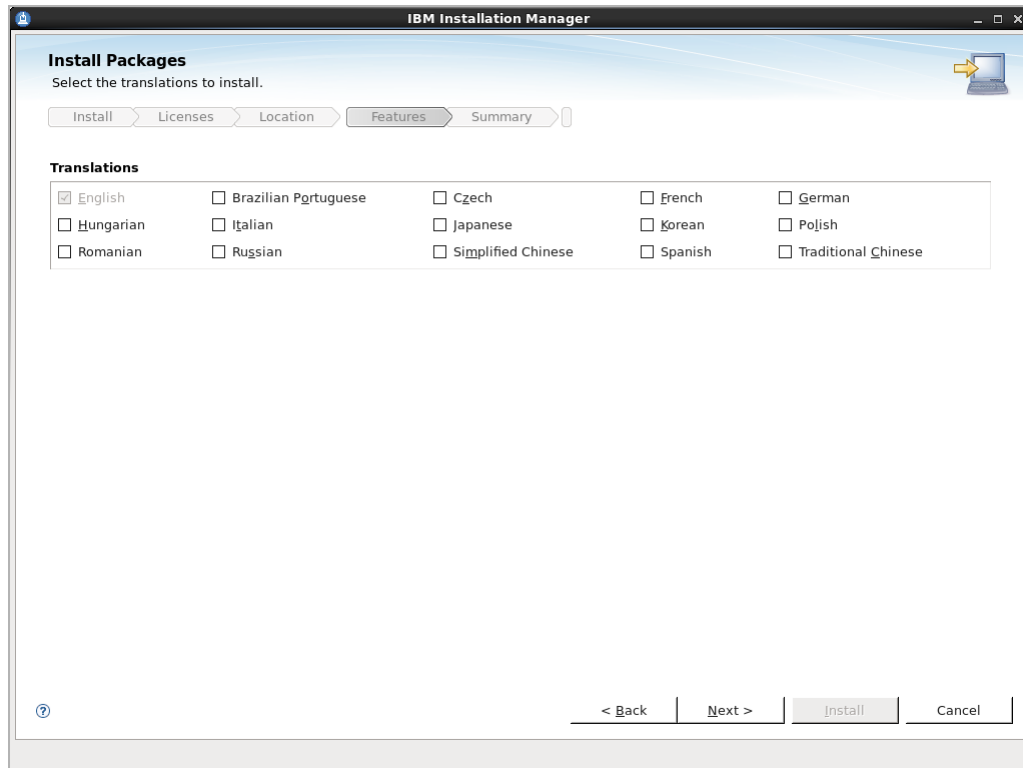 IBM Installation Manager
Install Packages
Select the translations to install.
Install Licenses Location Features Summary
Translations
English Brazilian Portuguese Czech French German
Hungarian Italian Japanese Korean Polish
Romanian Russian Simplified Chinese Spanish Traditional Chinese
? < Back Next > Install Cancel